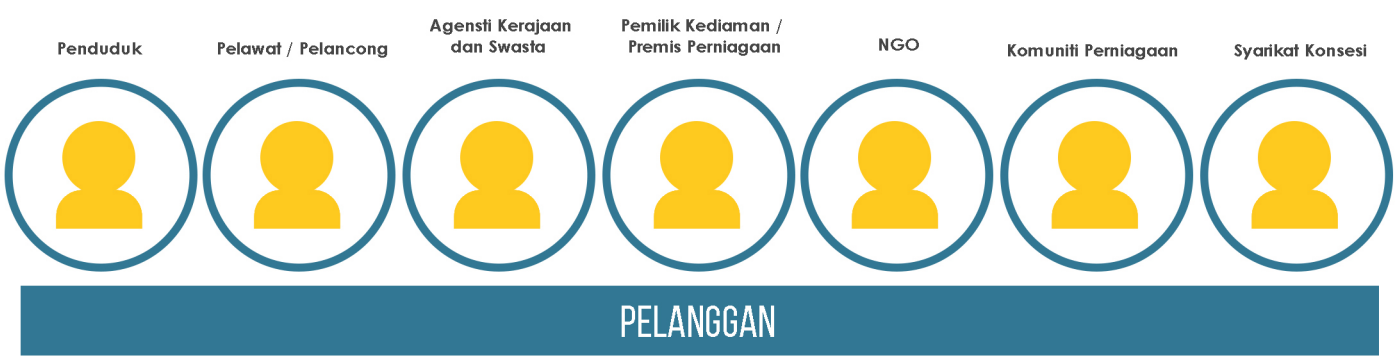 Penduduk
Pelawat / Pelancong
Agensti Kerajaan
dan Swasta
Pemilik Kediaman /
Premis Perniagaan
NGO
Komuniti Perniagaan
Syarikat Konsesi
PELANGGAN